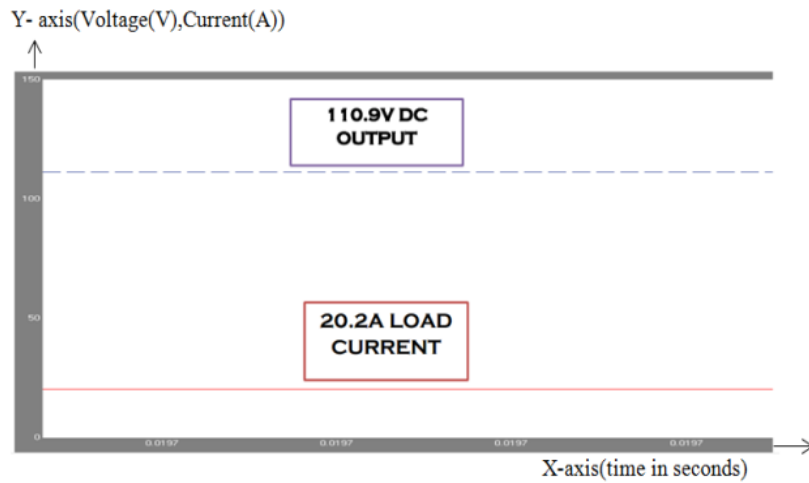 Y- axis(Voltage(V),Current(A))
150
110.9V DC
OUTPUT
100
50
20.2A LOAD
CURRENT
0
0.0197 0.0197 0.0197 0.0197
X-axis(time in seconds)